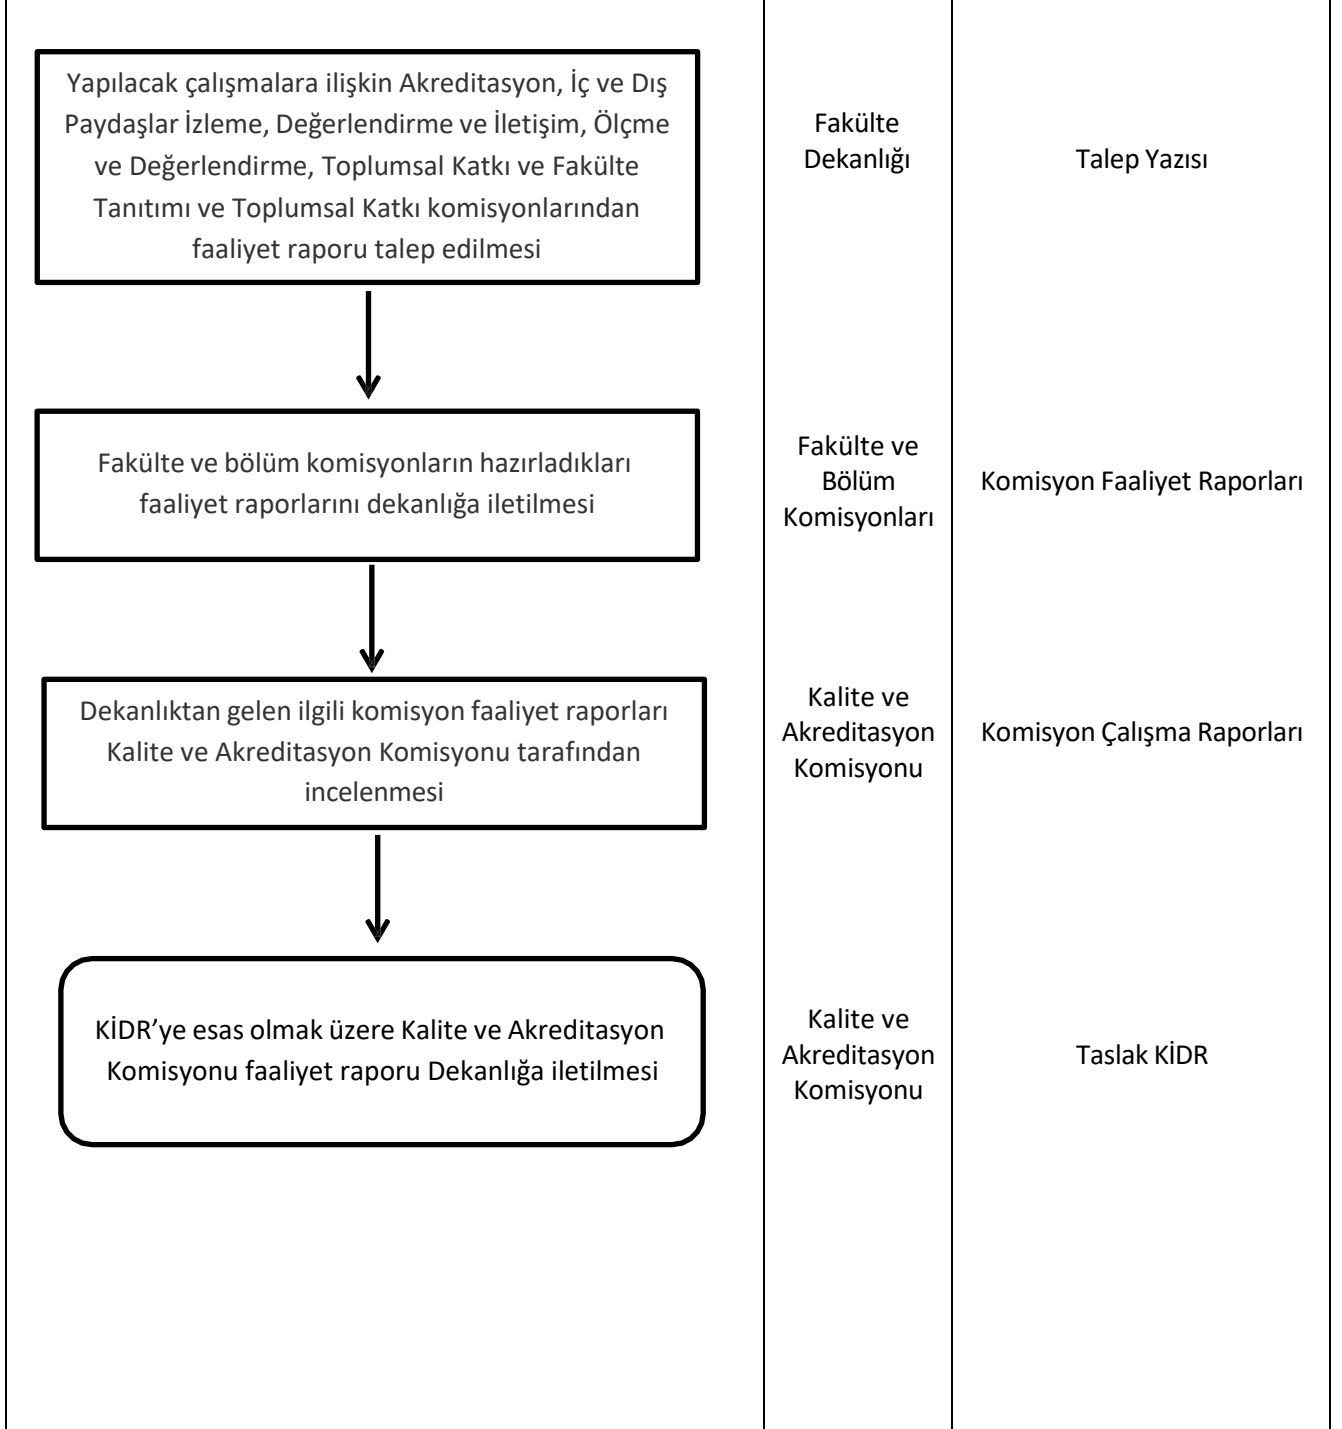 Yapılacak çalışmalara ilişkin Akreditasyon, İç ve Dış
Paydaşlar İzleme, Değerlendirme ve İletişim, Ölçme
ve Değerlendirme, Toplumsal Katkı ve Fakülte
Tanıtımı ve Toplumsal Katkı komisyonlarından
faaliyet raporu talep edilmesi
Fakülte
Dekanlığı
Talep Yazısı
Fakülte ve bölüm komisyonların hazırladıkları
faaliyet raporlarını dekanlığa iletilmesi
Fakülte ve
Bölüm
Komisyonları
Komisyon Faaliyet Raporları
Dekanlıktan gelen ilgili komisyon faaliyet raporları
Kalite ve Akreditasyon Komisyonu tarafından
incelenmesi
Kalite ve
Akreditasyon
Komisyonu
Komisyon Çalışma Raporları
KİDR’ye esas olmak üzere Kalite ve Akreditasyon
Komisyonu faaliyet raporu Dekanlığa iletilmesi
Kalite ve
Akreditasyon
Komisyonu
Taslak KİDR